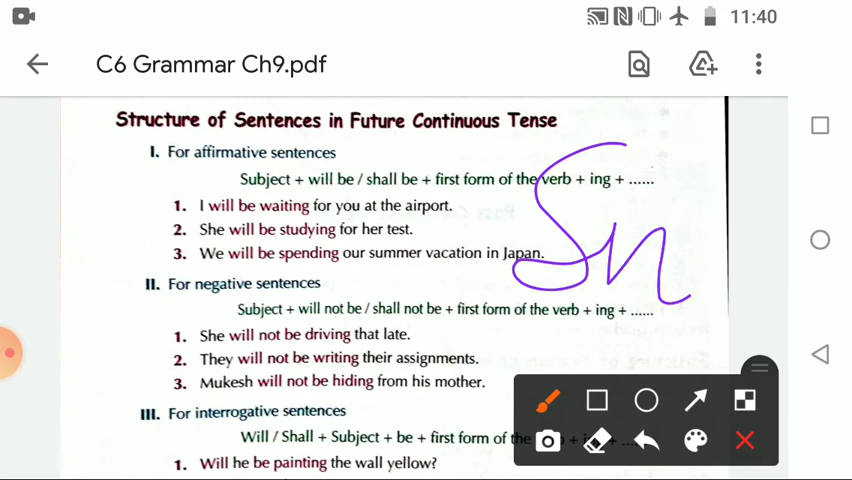 11:40
C6 Grammar Ch9.pdf
Structure of Sentences in Future Continuous Tense
I. For affirmative sentences
Subject + will be / shall be + first form of the verb + ing + ......
1. I will be waiting for you at the airport.
2. She will be studying for her test.
3. We will be spending our summer vacation in Japan.
Sn
II. For negative sentences
Subject + will not be / shall not be + first form of the verb + ing + ......
1. She will not be driving that late.
2. They will not be writing their assignments.
3. Mukesh will not be hiding from his mother.
III. For interrogative sentences
Will / Shall + Subject + be + first form of the
1. Will he be painting the wall yellow?